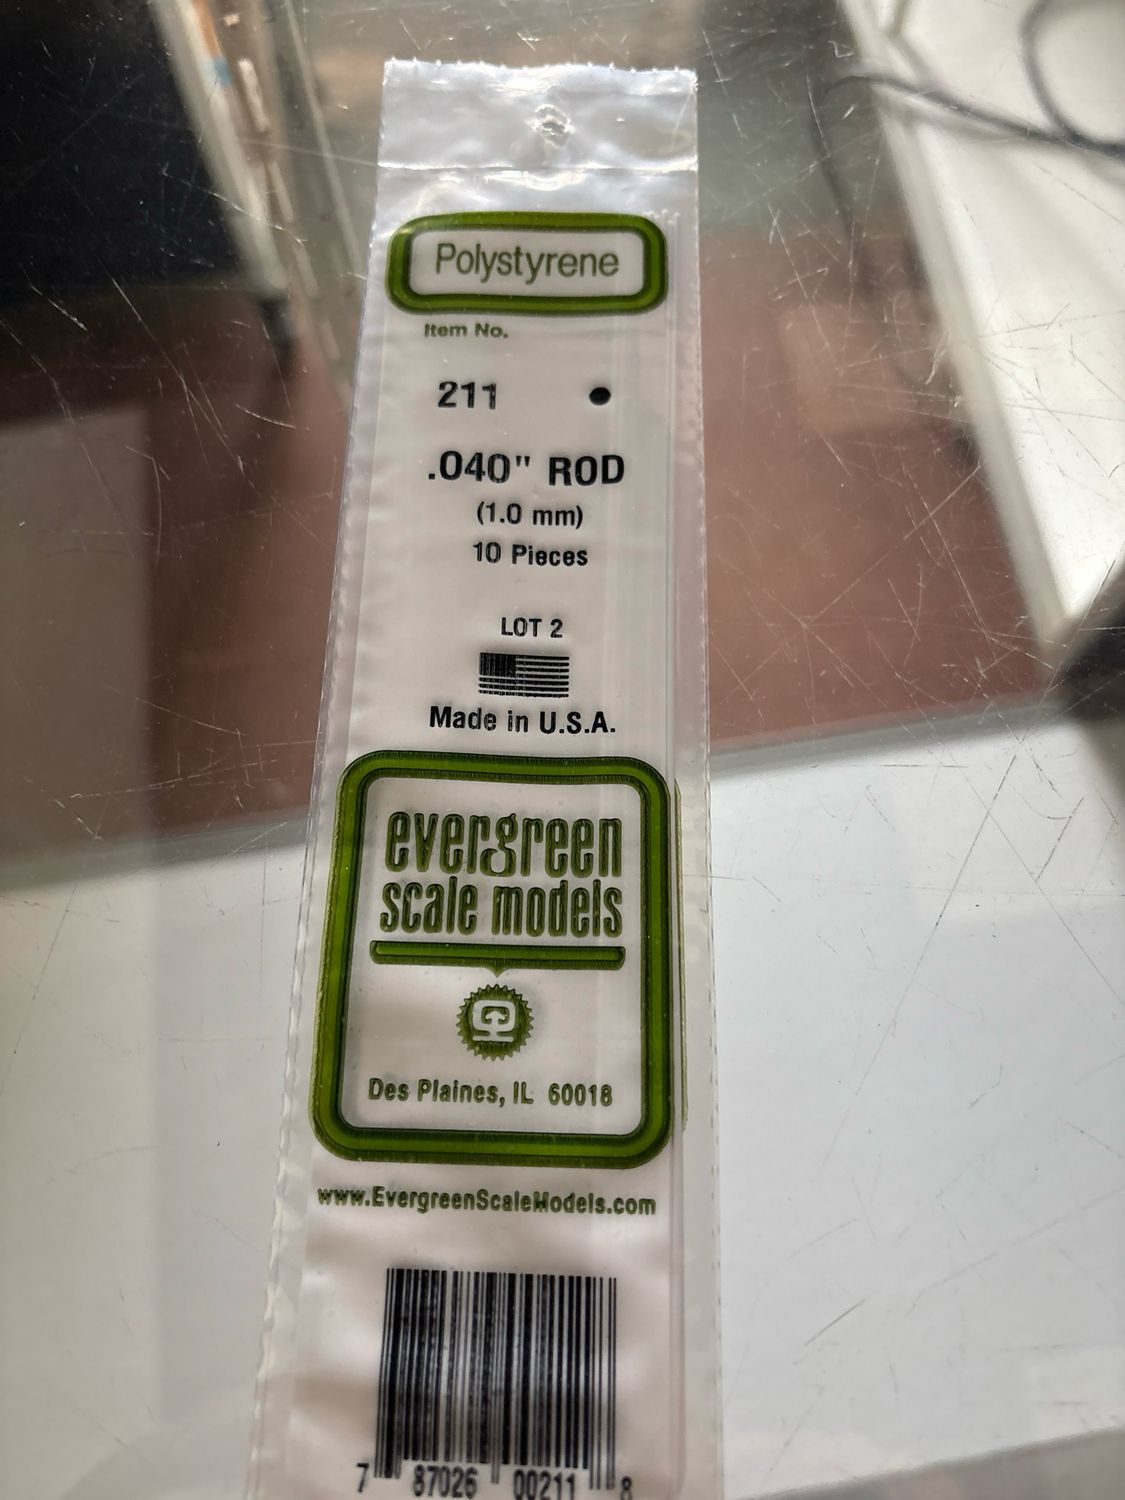 Polystyrene
Item No.
211
.040" ROD
(1.0 mm)
10 Pieces
LOT 2
Made in U.S.A.
evergreen
scale models
Des Plaines, IL 60018
www.EvergreenScaleModels.com
7 87026 00211 8